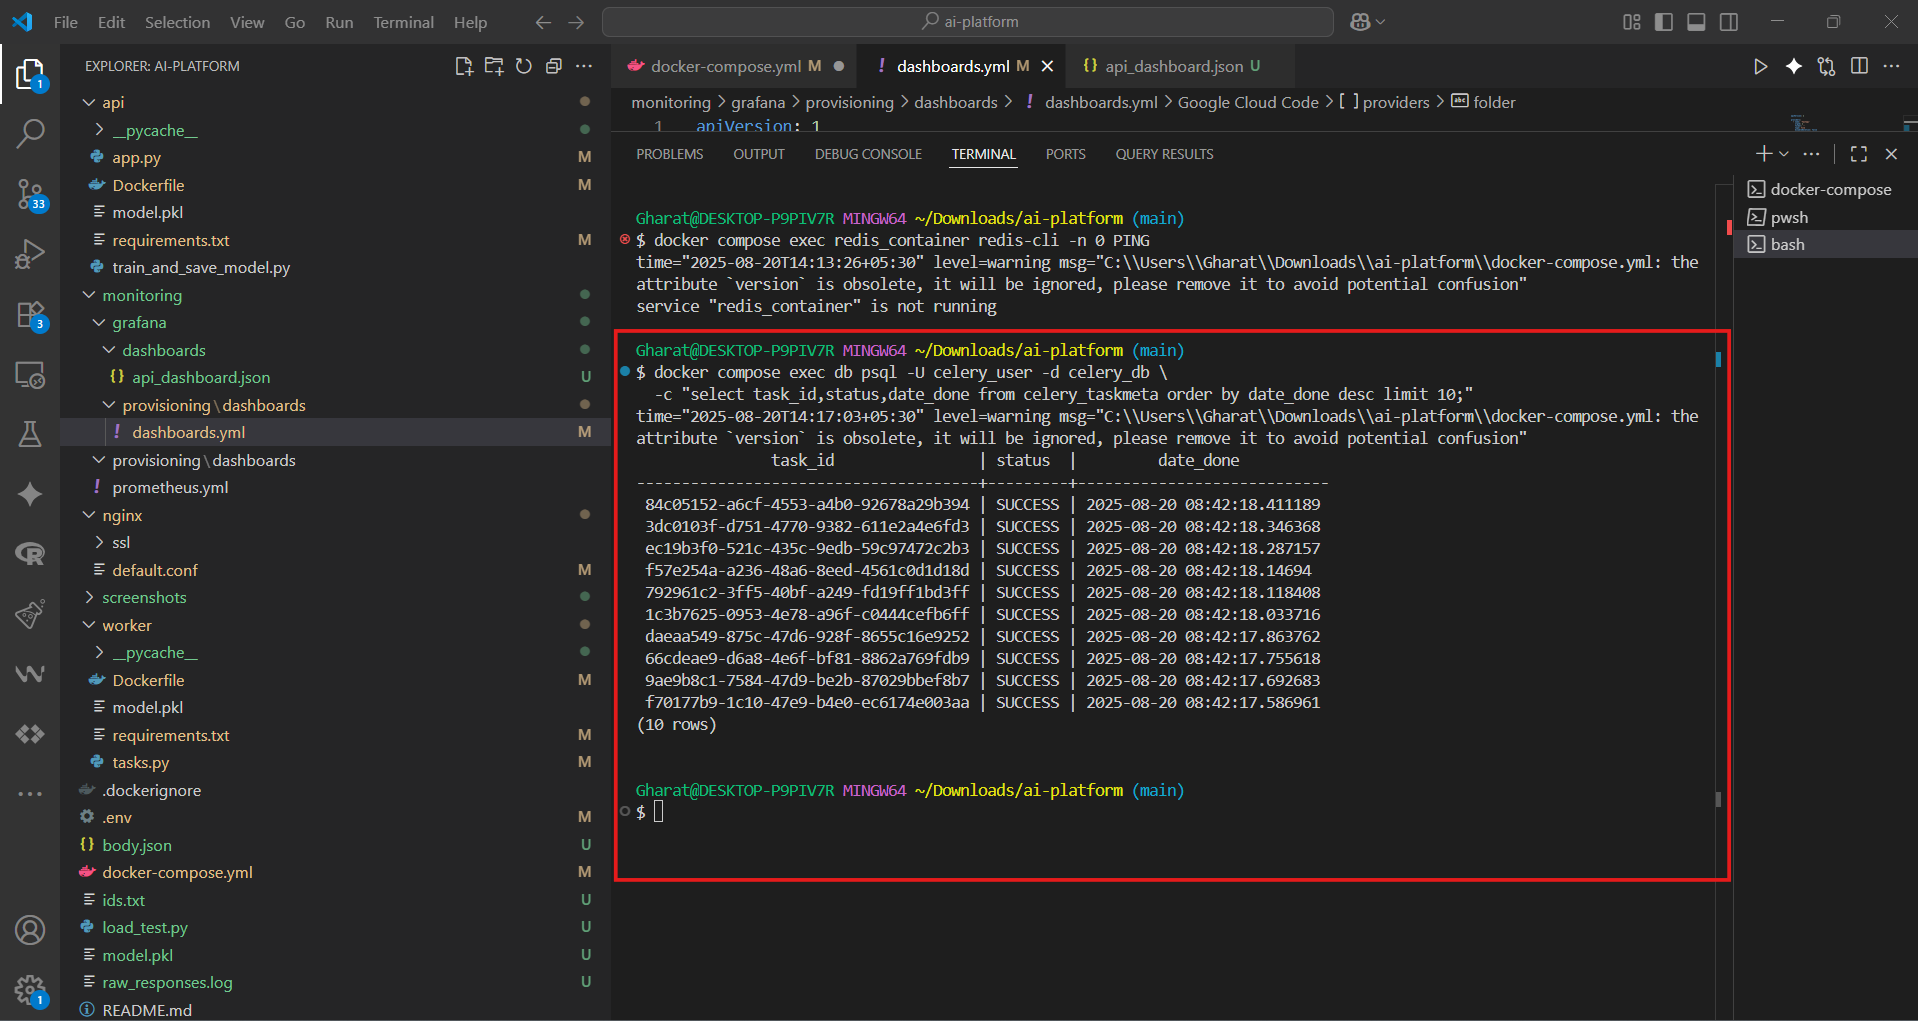 File Edit Selection View Go Run Terminal Help
ai-platform
EXPLORER: AI-PLATFORM
api
__pycache__
app.py M
Dockerfile M
model.pkl
requirements.txt M
train_and_save_model.py
monitoring
grafana
dashboards
api_dashboard.json U
provisioning\dashboards
dashboards.yml M
provisioning\dashboards
prometheus.yml
nginx
ssl
default.conf M
screenshots
worker
__pycache__
Dockerfile M
model.pkl
requirements.txt M
tasks.py M
.dockerignore
.env M
body.json U
docker-compose.yml M
ids.txt U
load_test.py U
model.pkl U
raw_responses.log U
README.md
1
33
3
1
docker-compose.yml M
dashboards.yml M
api_dashboard.json U
monitoring > grafana > provisioning > dashboards > ! dashboards.yml > Google Cloud Code > [ ] providers > abc folder
1 apiVersion: 1
PROBLEMS OUTPUT DEBUG CONSOLE TERMINAL PORTS QUERY RESULTS
Gharat@DESKTOP-P9PIV7R MINGW64 ~/Downloads/ai-platform (main)
$ docker compose exec redis_container redis-cli -n 0 PING
time="2025-08-20T14:13:26+05:30" level=warning msg="C:\\Users\\Gharat\\Downloads\\ai-platform\\docker-compose.yml: the
attribute `version` is obsolete, it will be ignored, please remove it to avoid potential confusion"
service "redis_container" is not running
Gharat@DESKTOP-P9PIV7R MINGW64 ~/Downloads/ai-platform (main)
$ docker compose exec db psql -U celery_user -d celery_db \
-c "select task_id,status,date_done from celery_taskmeta order by date_done desc limit 10;"
time="2025-08-20T14:17:03+05:30" level=warning msg="C:\\Users\\Gharat\\Downloads\\ai-platform\\docker-compose.yml: the
attribute `version` is obsolete, it will be ignored, please remove it to avoid potential confusion"
task_id | status | date_done
--------------------------------------+---------+----------------------------
84c05152-a6cf-4553-a4b0-92678a29b394 | SUCCESS | 2025-08-20 08:42:18.411189
3dc0103f-d751-4770-9382-611e2a4e6fd3 | SUCCESS | 2025-08-20 08:42:18.346368
ec19b3f0-521c-435c-9edb-59c97472c2b3 | SUCCESS | 2025-08-20 08:42:18.287157
f57e254a-a236-48a6-8eed-4561c0d1d18d | SUCCESS | 2025-08-20 08:42:18.14694
792961c2-3ff5-40bf-a249-fd19ff1bd3ff | SUCCESS | 2025-08-20 08:42:18.118408
1c3b7625-0953-4e78-a96f-c0444cefb6ff | SUCCESS | 2025-08-20 08:42:18.033716
daeaa549-875c-47d6-928f-8655c16e9252 | SUCCESS | 2025-08-20 08:42:17.863762
66cdeae9-d6a8-4e6f-bf81-8862a769fdb9 | SUCCESS | 2025-08-20 08:42:17.755618
9ae9b8c1-7584-47d9-be2b-87029bbef8b7 | SUCCESS | 2025-08-20 08:42:17.692683
f70177b9-1c10-47e9-b4e0-ec6174e003aa | SUCCESS | 2025-08-20 08:42:17.586961
(10 rows)
Gharat@DESKTOP-P9PIV7R MINGW64 ~/Downloads/ai-platform (main)
$
docker-compose
pwsh
bash